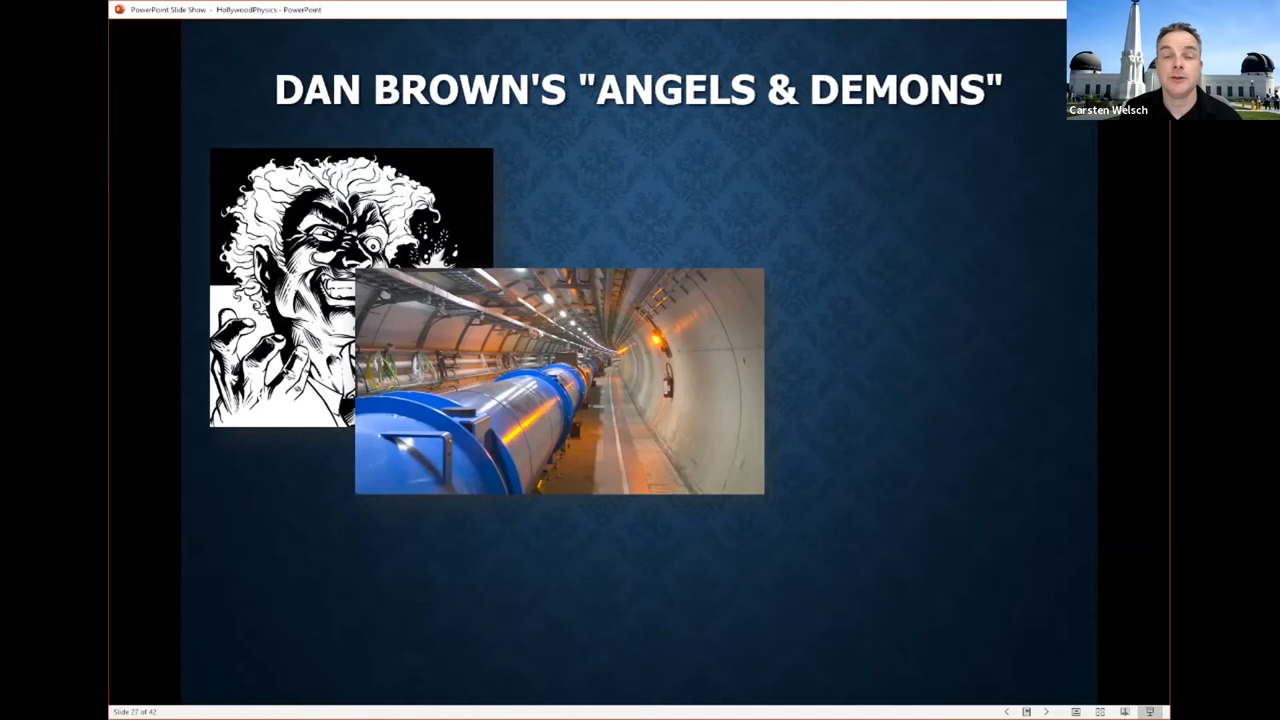 PowerPoint Slide Show - HollywoodPhysics - PowerPoint
DAN BROWN'S "ANGELS & DEMONS"
Carsten Welsch
Slide 27 of 42